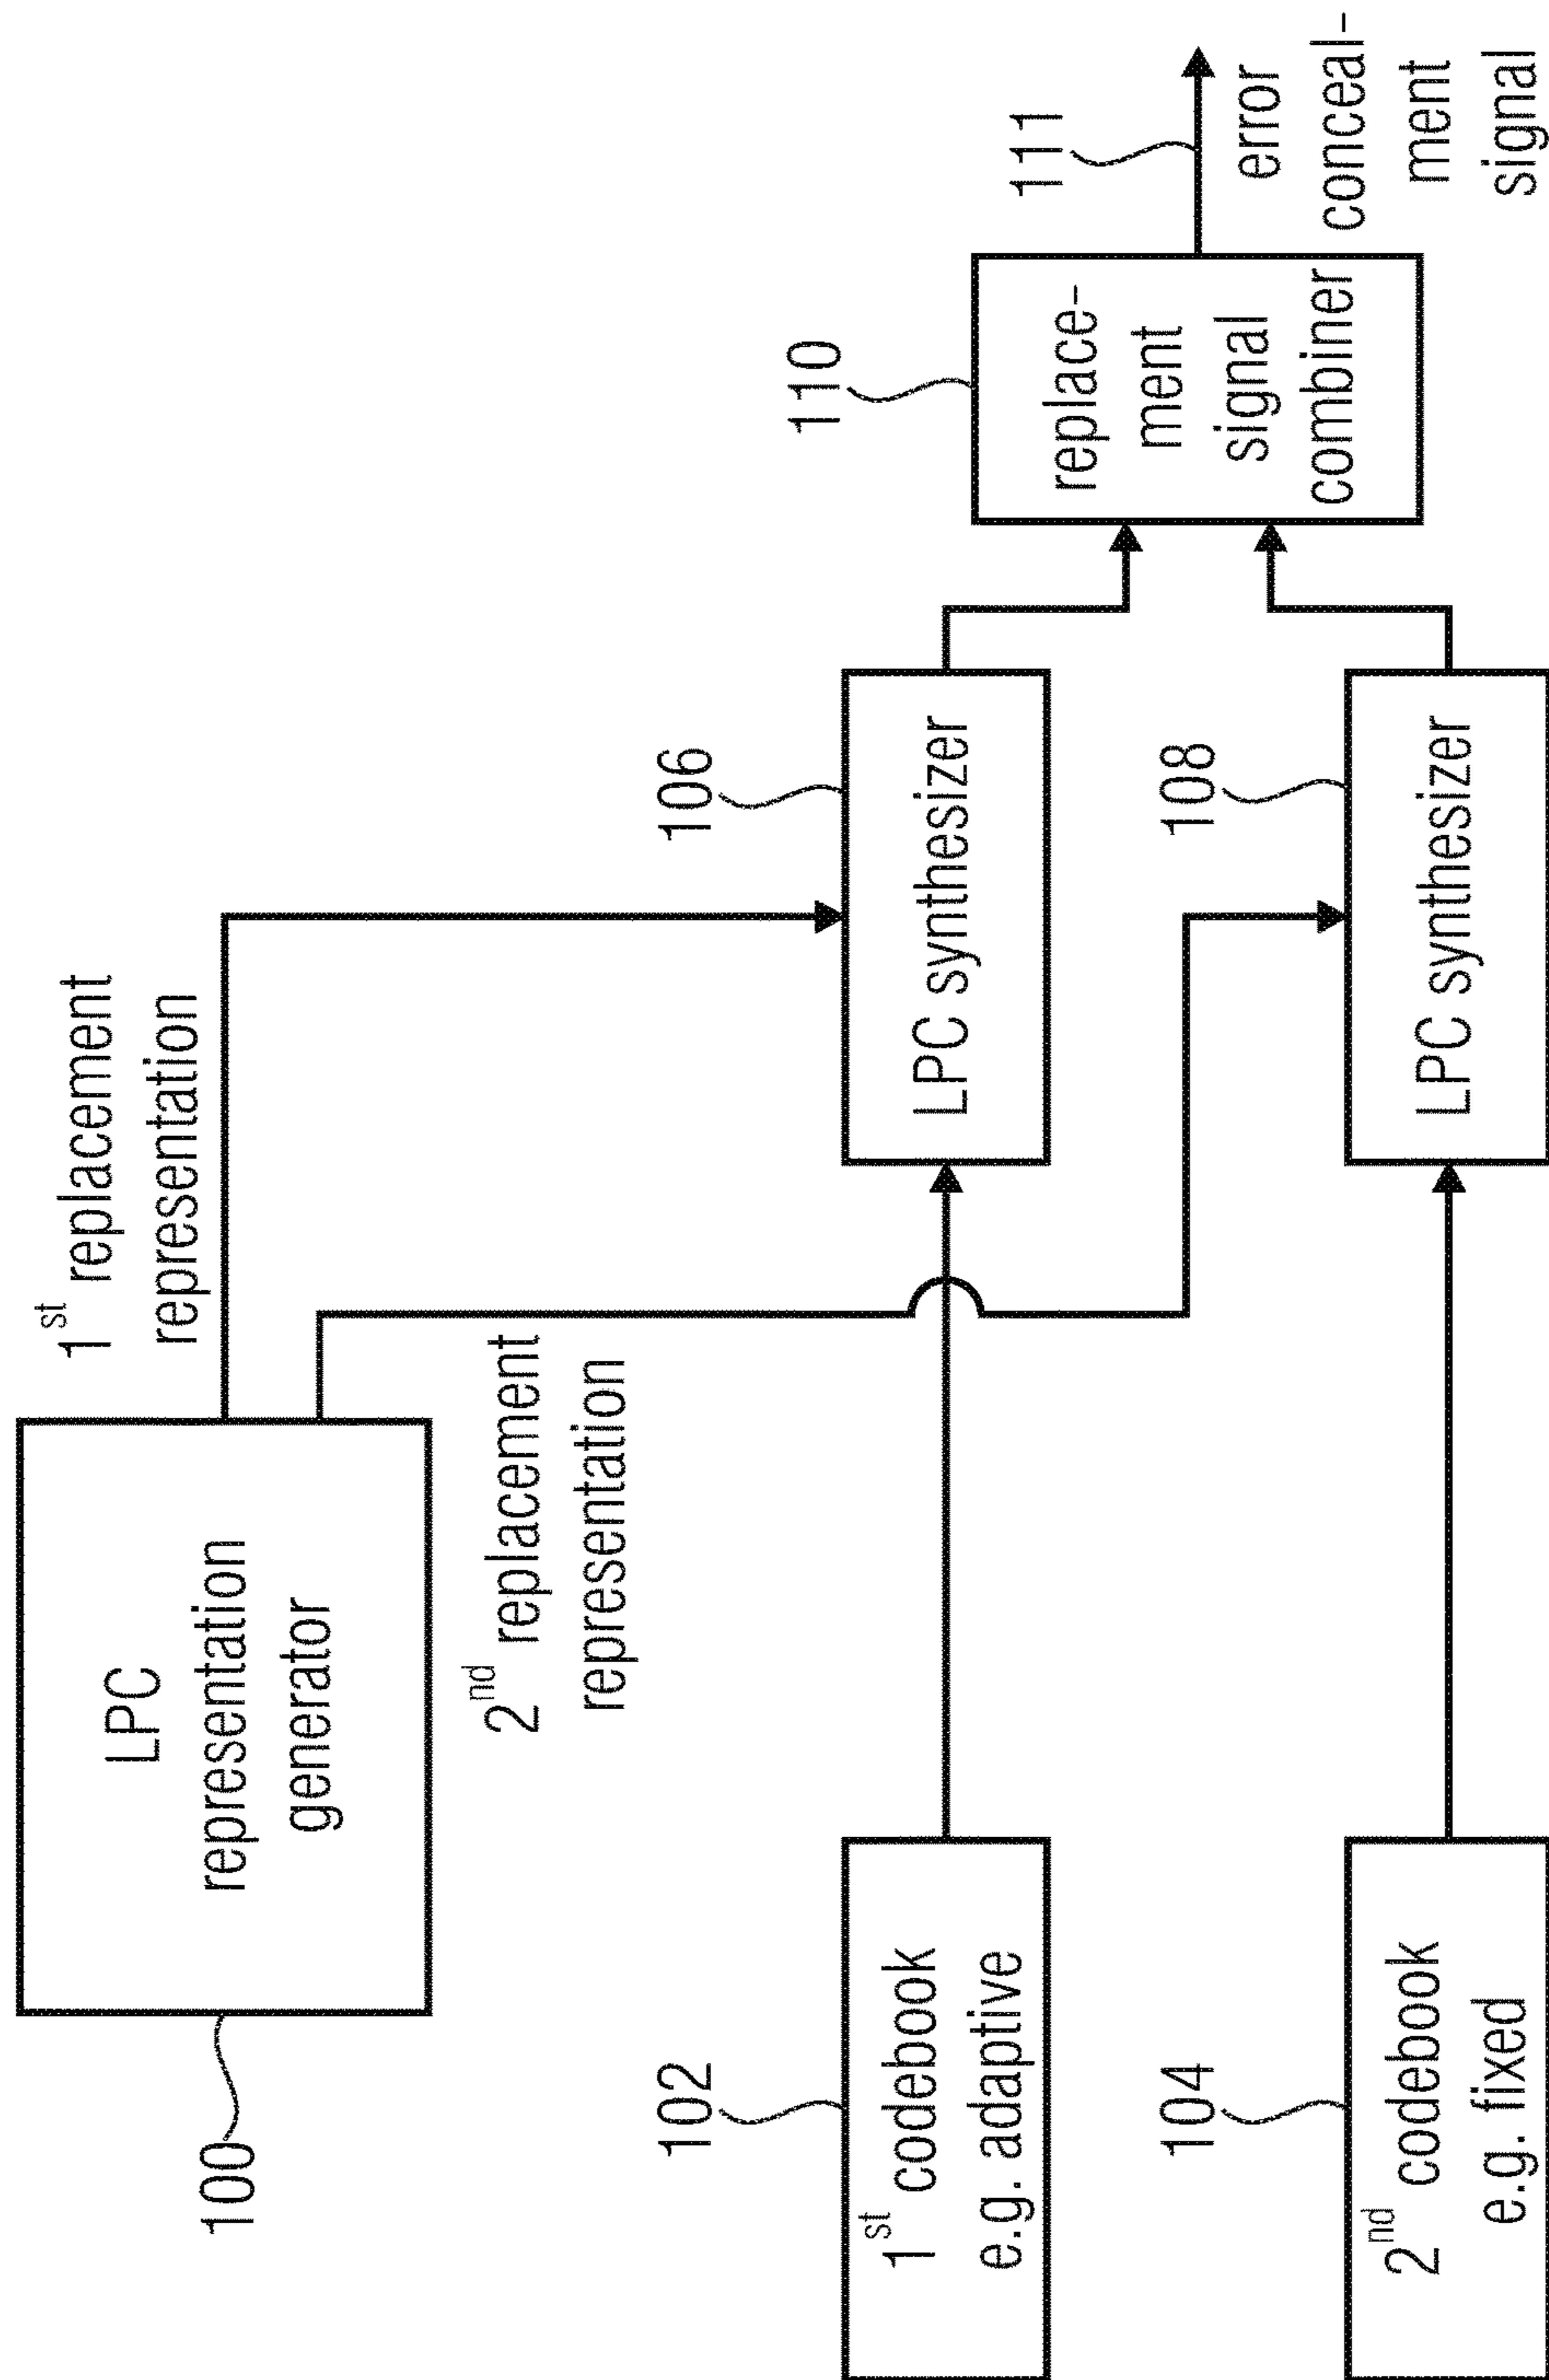 100
LPC
representation
generator
1st replacement
representation
2nd replacement
representation
102
1st codebook
e.g. adaptive
106
LPC synthesizer
104
2nd codebook
e.g. fixed
108
LPC synthesizer
110
replace-
ment
signal
combiner
111
error
conceal-
ment
signal